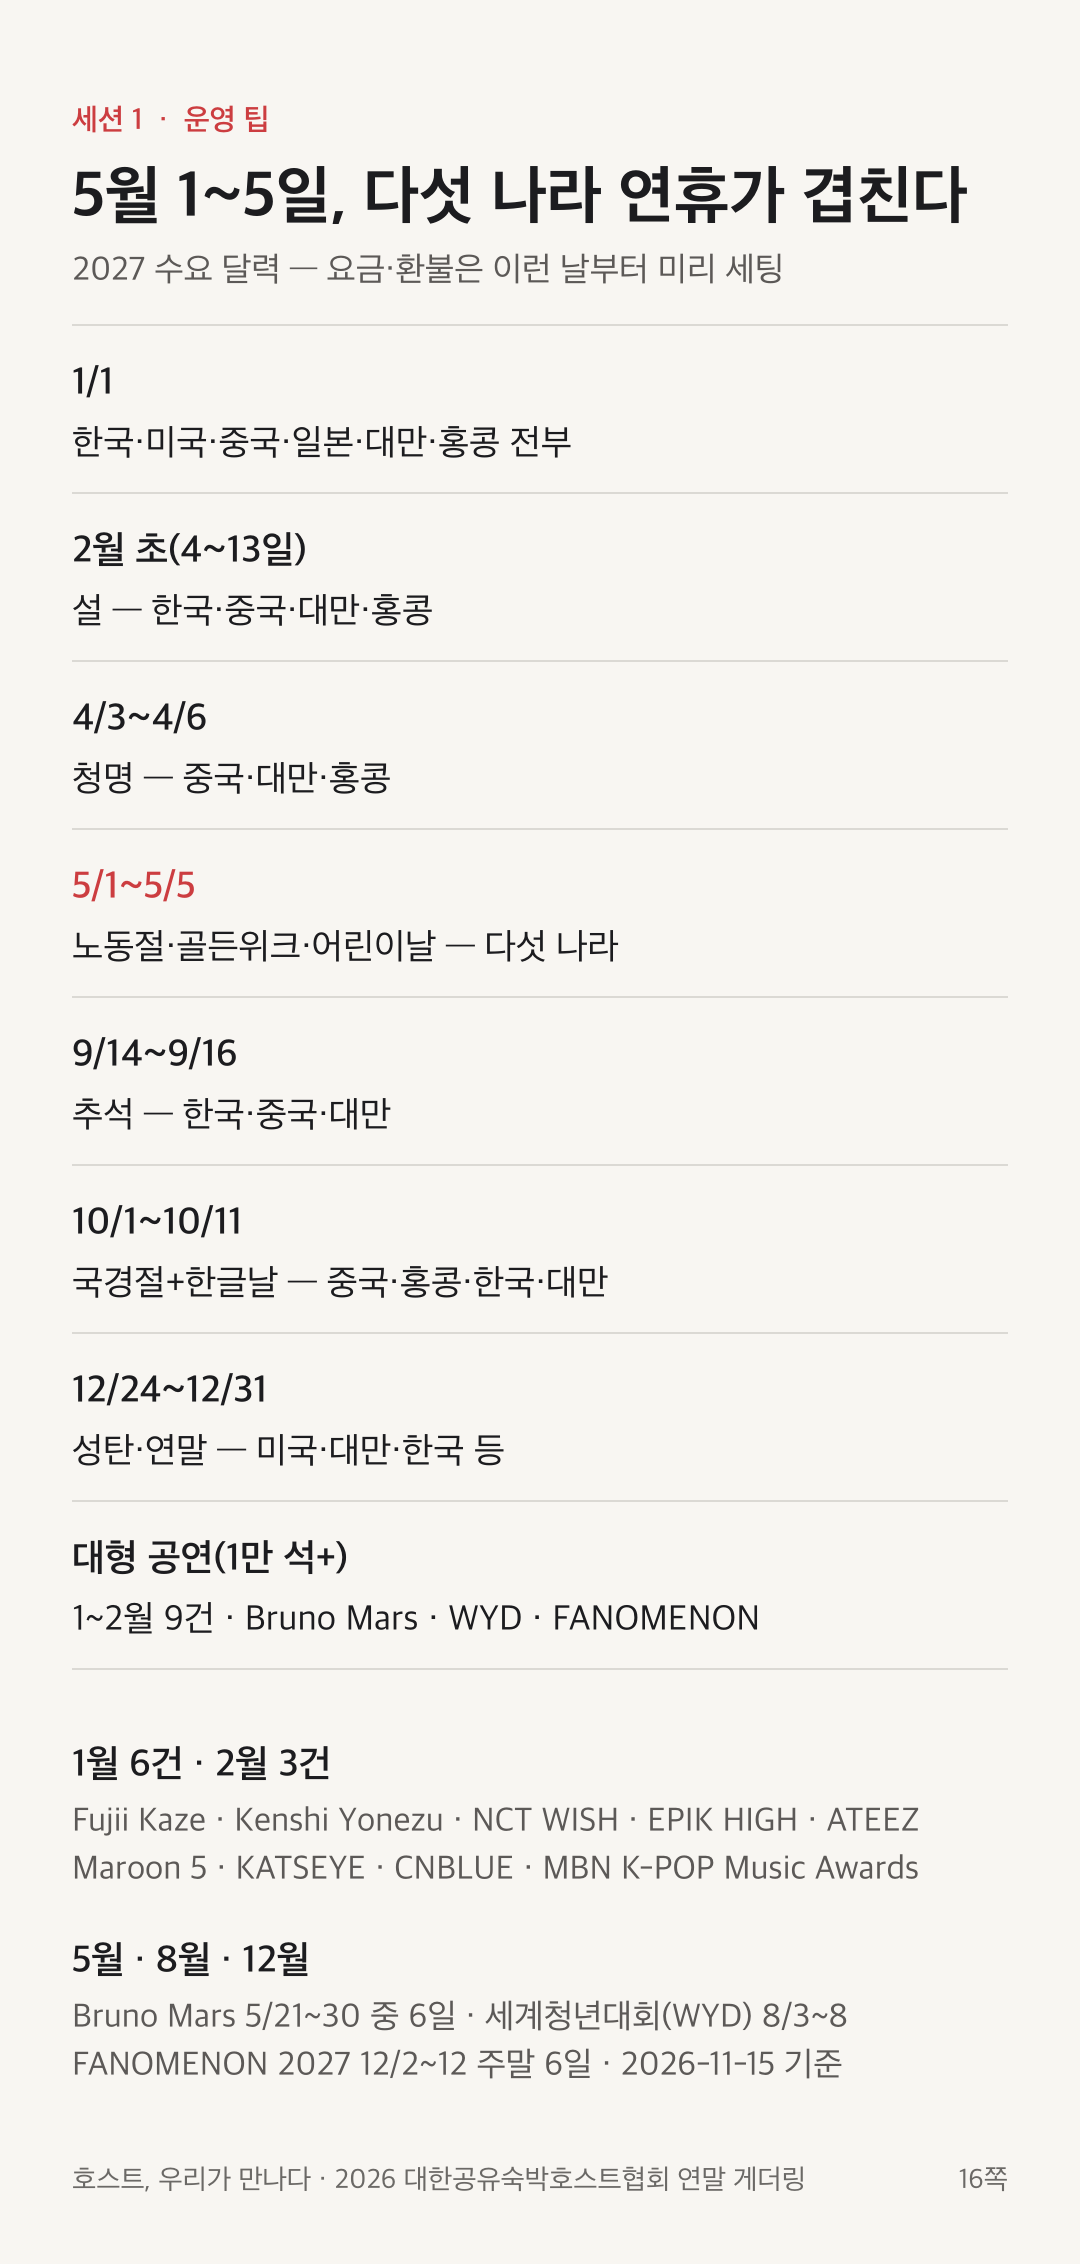 세션 1 · 운영 팁
5월 1~5일, 다섯 나라 연휴가 겹친다
2027 수요 달력 — 요금·환불은 이런 날부터 미리 세팅
1/1
한국·미국·중국·일본·대만·홍콩 전부
2월 초(4~13일)
설 — 한국·중국·대만·홍콩
4/3~4/6
청명 — 중국·대만·홍콩
5/1~5/5
노동절·골든위크·어린이날 — 다섯 나라
9/14~9/16
추석 — 한국·중국·대만
10/1~10/11
국경절+한글날 — 중국·홍콩·한국·대만
12/24~12/31
성탄·연말 — 미국·대만·한국 등
대형 공연(1만 석+)
1~2월 9건 · Bruno Mars · WYD · FANOMENON
1월 6건 · 2월 3건
Fujii Kaze · Kenshi Yonezu · NCT WISH · EPIK HIGH · ATEEZ
Maroon 5 · KATSEYE · CNBLUE · MBN K-POP Music Awards
5월 · 8월 · 12월
Bruno Mars 5/21~30 중 6일 · 세계청년대회(WYD) 8/3~8
FANOMENON 2027 12/2~12 주말 6일 · 2026-11-15 기준
호스트, 우리가 만나다 · 2026 대한공유숙박호스트협회 연말 게더링
16쪽